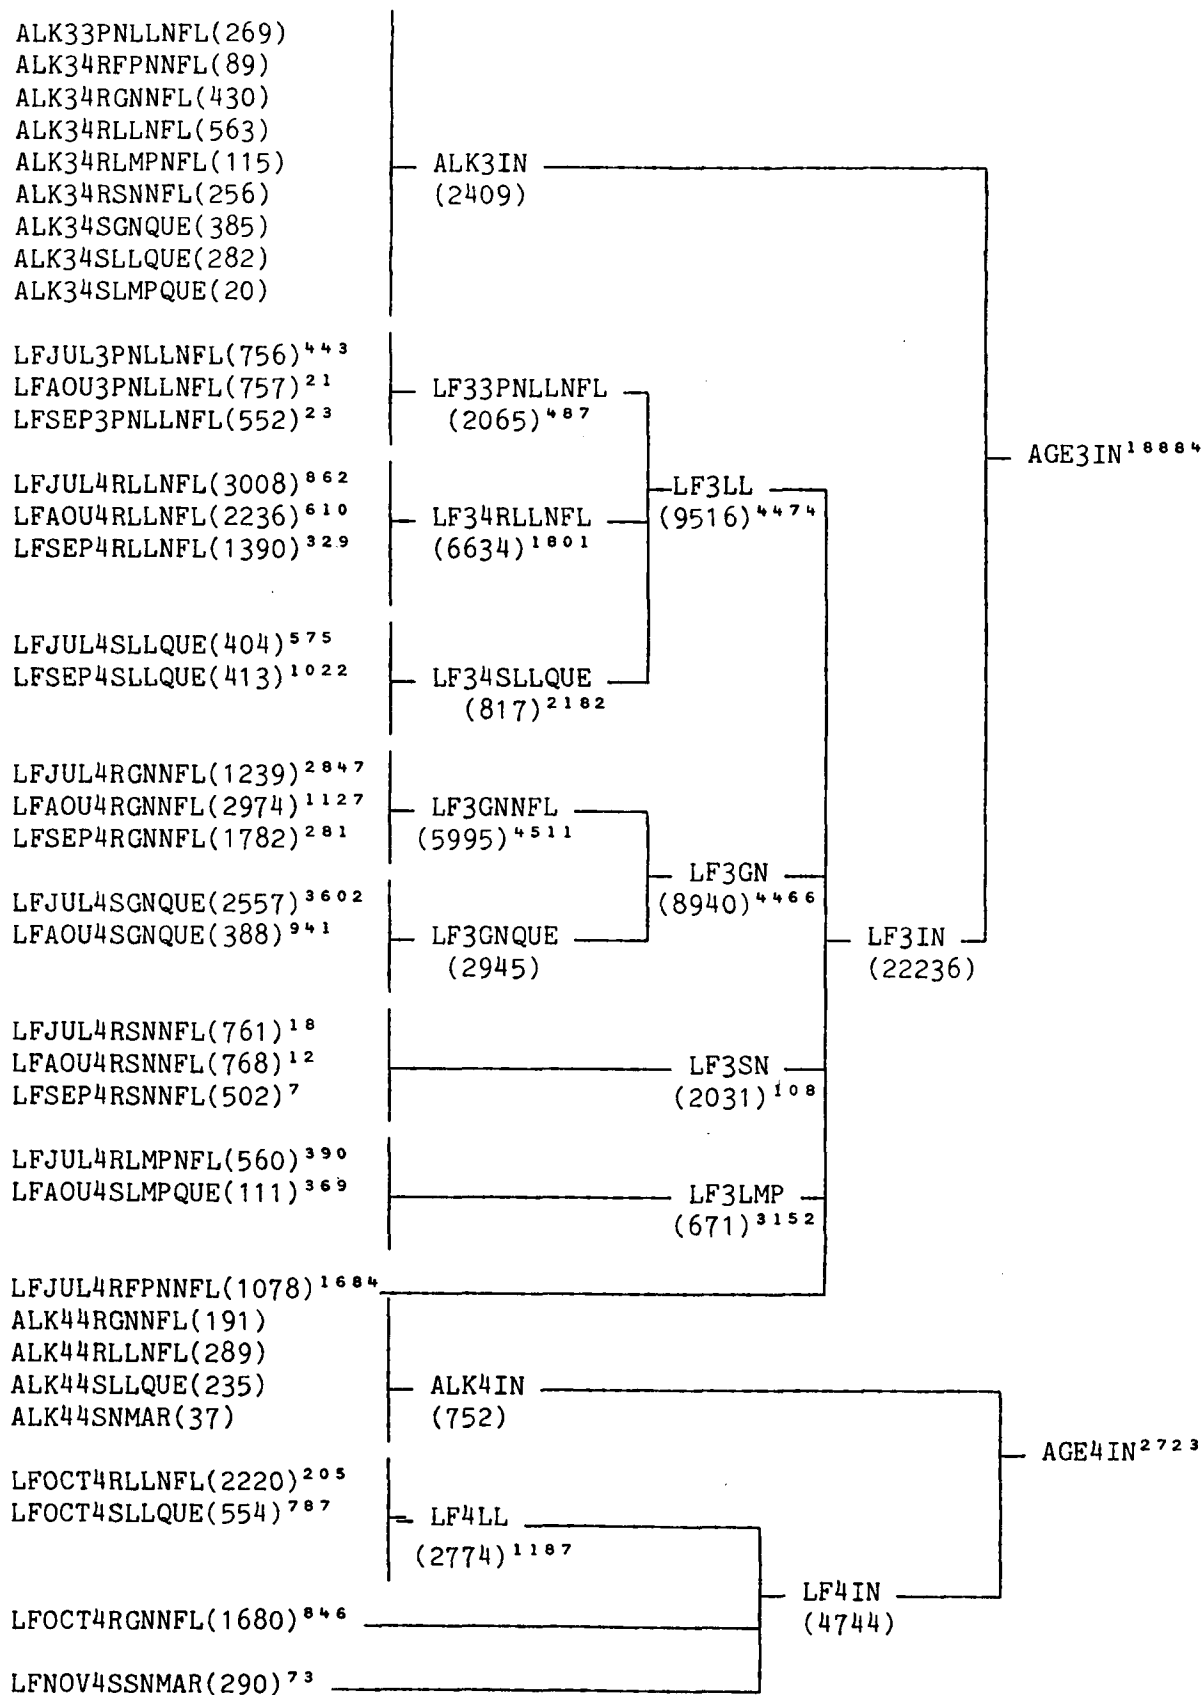 ALK33PNLLNFL(269)
ALK34RFPNNFL(89)
ALK34RGNNFL(430)
ALK34RLLNFL(563)
ALK34RLMPNFL(115)
ALK34RSNNFL(256)
ALK34SGNQUE(385)
ALK34SLLQUE(282)
ALK34SLMPQUE(20)
ALK3IN
(2409)
LFJUL3PNLLNFL(756)⁴⁴³
LFAOU3PNLLNFL(757)²¹
LFSEP3PNLLNFL(552)²³
LF33PNLLNFL
(2065)⁴⁸⁷
LFJUL4RLLNFL(3008)⁸⁶²
LFAOU4RLLNFL(2236)⁶¹⁰
LFSEP4RLLNFL(1390)³²⁹
LF34RLLNFL
(6634)¹⁸⁰¹
LFJUL4SLLQUE(404)⁵⁷⁵
LFSEP4SLLQUE(413)¹⁰²²
LF34SLLQUE
(817)²¹⁸²
LF3LL
(9516)⁴⁴⁷⁴
LFJUL4RGNNFL(1239)²⁸⁴⁷
LFAOU4RGNNFL(2974)¹¹²⁷
LFSEP4RGNNFL(1782)²⁸¹
LF3GNNFL
(5995)⁴⁵¹¹
LFJUL4SGNQUE(2557)³⁶⁰²
LFAOU4SGNQUE(388)⁹⁴¹
LF3GNQUE
(2945)
LF3GN
(8940)⁴⁴⁶⁶
LFJUL4RSNNFL(761)¹⁸
LFAOU4RSNNFL(768)¹²
LFSEP4RSNNFL(502)⁷
LF3SN
(2031)¹⁰⁸
LFJUL4RLMPNFL(560)³⁹⁰
LFAOU4SLMPQUE(111)³⁶⁹
LF3LMP
(671)³¹⁵²
LFJUL4RFPNNFL(1078)¹⁶⁸⁴
LF3IN
(22236)
AGE3IN¹⁸⁸⁸⁴
ALK44RGNNFL(191)
ALK44RLLNFL(289)
ALK44SLLQUE(235)
ALK44SNMAR(37)
ALK4IN
(752)
LFOCT4RLLNFL(2220)²⁰⁵
LFOCT4SLLQUE(554)⁷⁸⁷
LF4LL
(2774)¹¹⁸⁷
LFOCT4RGNNFL(1680)⁸⁴⁶
LFNOV4SSNMAR(290)⁷³
LF4IN
(4744)
AGE4IN²⁷²³